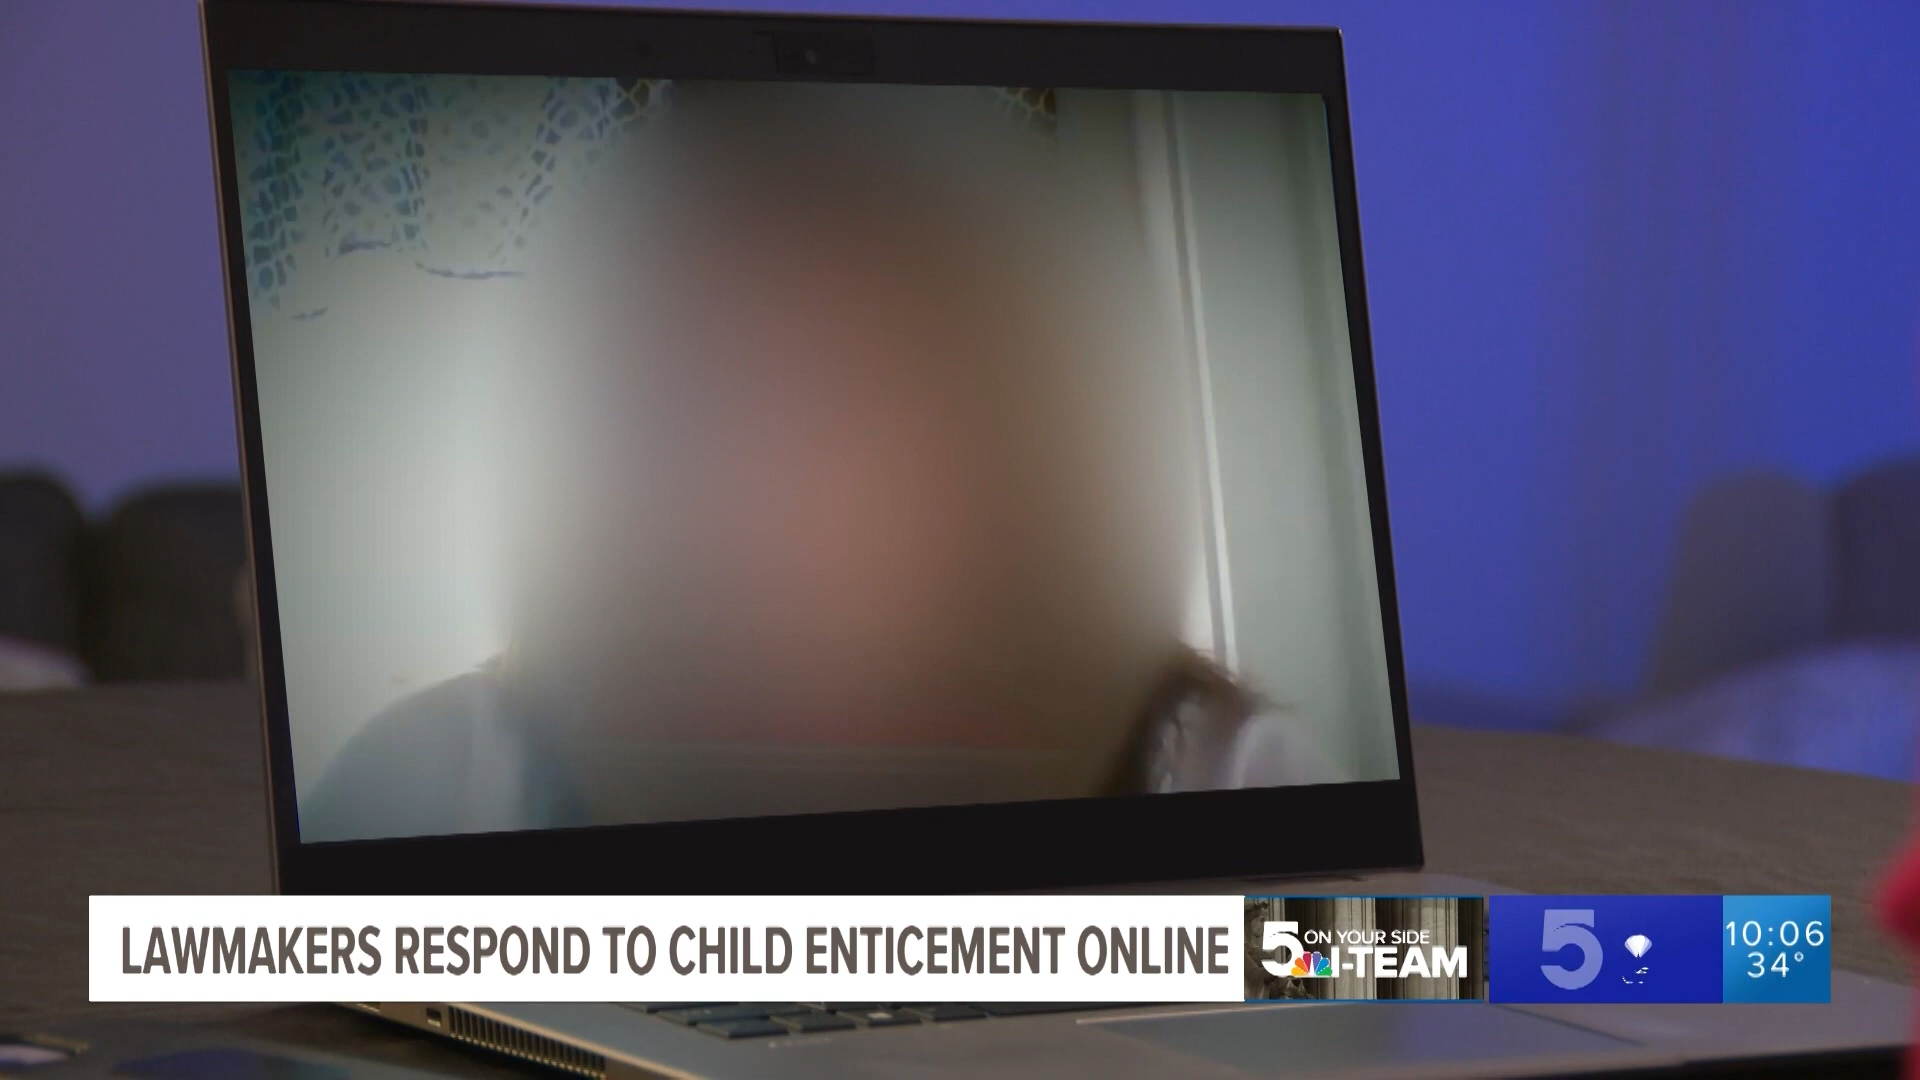 LAWMAKERS RESPOND TO CHILD ENTICEMENT ONLINE
5 ON YOUR SIDE
I-TEAM
5
10:06
34°